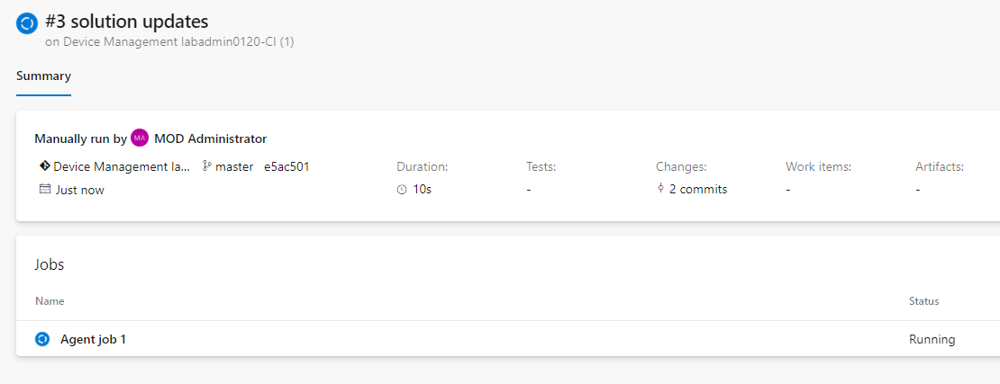 #3 solution updates
on Device Management labadmin0120-CI (1)
Summary
Manually run by MA MOD Administrator
Device Management la... master e5ac501
Duration: Tests: Changes: Work items: Artifacts:
Just now 10s - 2 commits - -
Jobs
Name Status
Agent job 1 Running